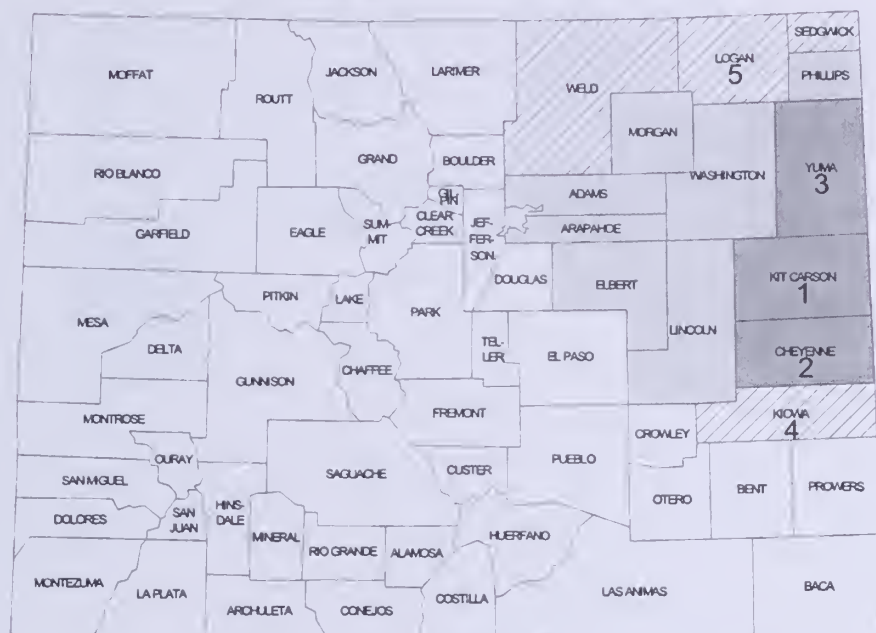 MOFFAT
JACKSON
LARIMER
ROUTT
WELD
LOGAN
5
SEDGWICK
PHILLIPS
MORGAN
RIO BLANCO
GRAND
BOULDER
WASHINGTON
YUMA
3
GIL-
PIN
CLEAR
CREEK
ADAMS
GARFIELD
EAGLE
SUM-
MIT
JEF-
FER-
SON
ARAPAHOE
DOUGLAS
ELBERT
KIT CARSON
1
PITKIN
LAKE
PARK
LINCOLN
MESA
DELTA
GUNNISON
CHAFFEE
TEL-
LER
EL PASO
CHEYENNE
2
MONTROSE
FREMONT
KIOWA
4
CROWLEY
OURAY
SAGUACHE
CUSTER
PUEBLO
SAN MIGUEL
OTERO
BENT
PROWERS
DOLORES
SAN
JUAN
HINS-
DALE
MINERAL
RIO GRANDE
ALAMOSA
HUERFANO
MONTEZUMA
LA PLATA
ARCHULETA
CONEJOS
COSTILLA
LAS ANIMAS
BACA